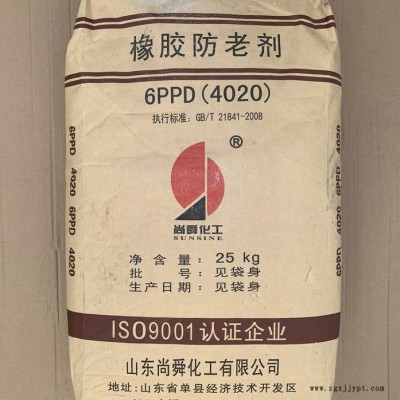 橡胶防老剂
6PPD(4020)
执行标准: GB/T 21841-2008
®
尚舜化工
SUNSINE
净含量: 25 kg
批号: 见袋身
生产日期: 见袋身
ISO9001认证企业
山东尚舜化工有限公司
地址: 山东省单县经济技术开发区
6PPD 4020 6PPD
6PPD 4020 6PPD
www.zgxjjypt.com